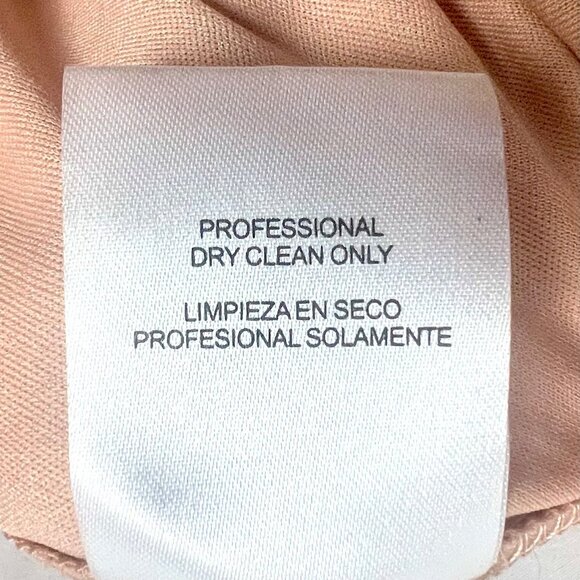 PROFESSIONAL
DRY CLEAN ONLY
LIMPIEZA EN SECO
PROFESIONAL SOLAMENTE